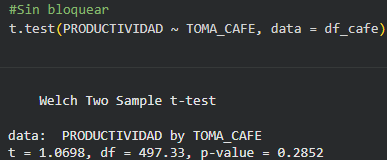 #Sin bloquear
t.test(PRODUCTIVIDAD ~ TOMA_CAFE, data = df_cafe)
Welch Two Sample t-test
data:  PRODUCTIVIDAD by TOMA_CAFE
t = 1.0698, df = 497.33, p-value = 0.2852